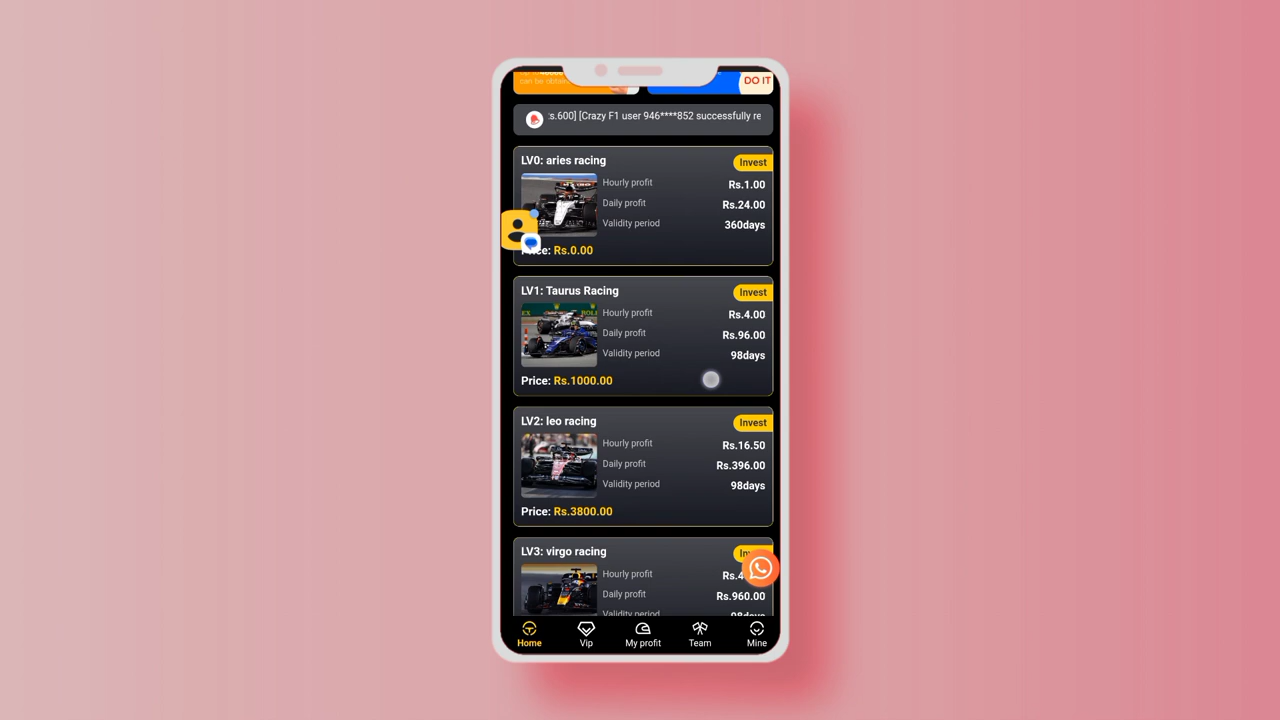 can be obtain
DO IT
s.600] [Crazy F1 user 946****852 successfully re
LV0: aries racing
Invest
Hourly profit
Rs.1.00
Daily profit
Rs.24.00
Validity period
360days
Rs.0.00
LV1: Taurus Racing
Invest
Hourly profit
Rs.4.00
Daily profit
Rs.96.00
Validity period
98days
Price: Rs.1000.00
LV2: leo racing
Invest
Hourly profit
Rs.16.50
Daily profit
Rs.396.00
Validity period
98days
Price: Rs.3800.00
LV3: virgo racing
Hourly profit
Rs.4
Daily profit
Rs.960.00
Validity period
98days
Home
Vip
My profit
Team
Mine